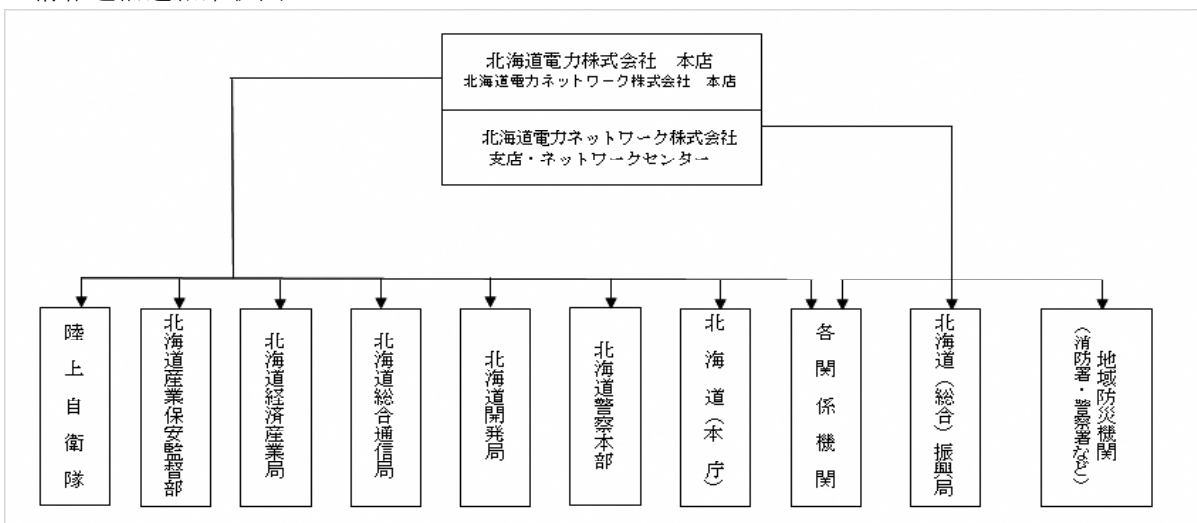 北海道電力株式会社 本店
北海道電力ネットワーク株式会社 本店
北海道電力ネットワーク株式会社
支店・ネットワークセンター
陸上自衛隊
北海道産業保安監督部
北海道経済産業局
北海道総合通信局
北海道開発局
北海道警察本部
北海道(本庁)
各関係機関
北海道(総合)振興局
地域防災機関
(消防署・警察署など)